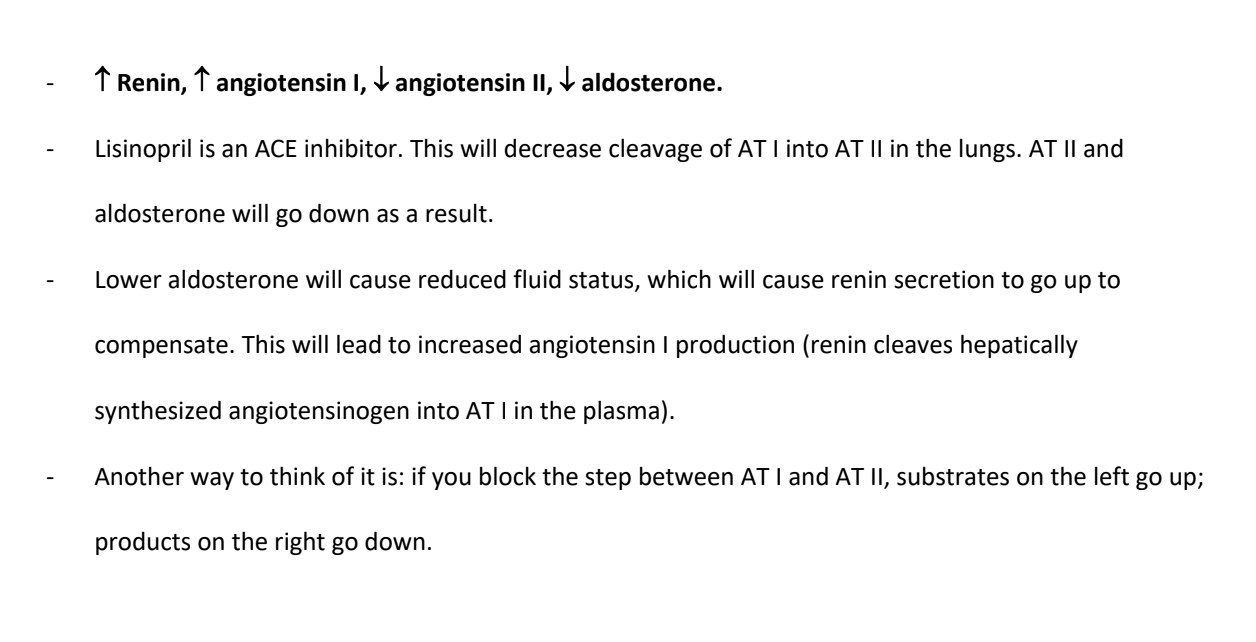 - ↑ Renin, ↑ angiotensin I, ↓ angiotensin II, ↓ aldosterone.
- Lisinopril is an ACE inhibitor. This will decrease cleavage of AT I into AT II in the lungs. AT II and
aldosterone will go down as a result.
- Lower aldosterone will cause reduced fluid status, which will cause renin secretion to go up to
compensate. This will lead to increased angiotensin I production (renin cleaves hepatically
synthesized angiotensinogen into AT I in the plasma).
- Another way to think of it is: if you block the step between AT I and AT II, substrates on the left go up;
products on the right go down.